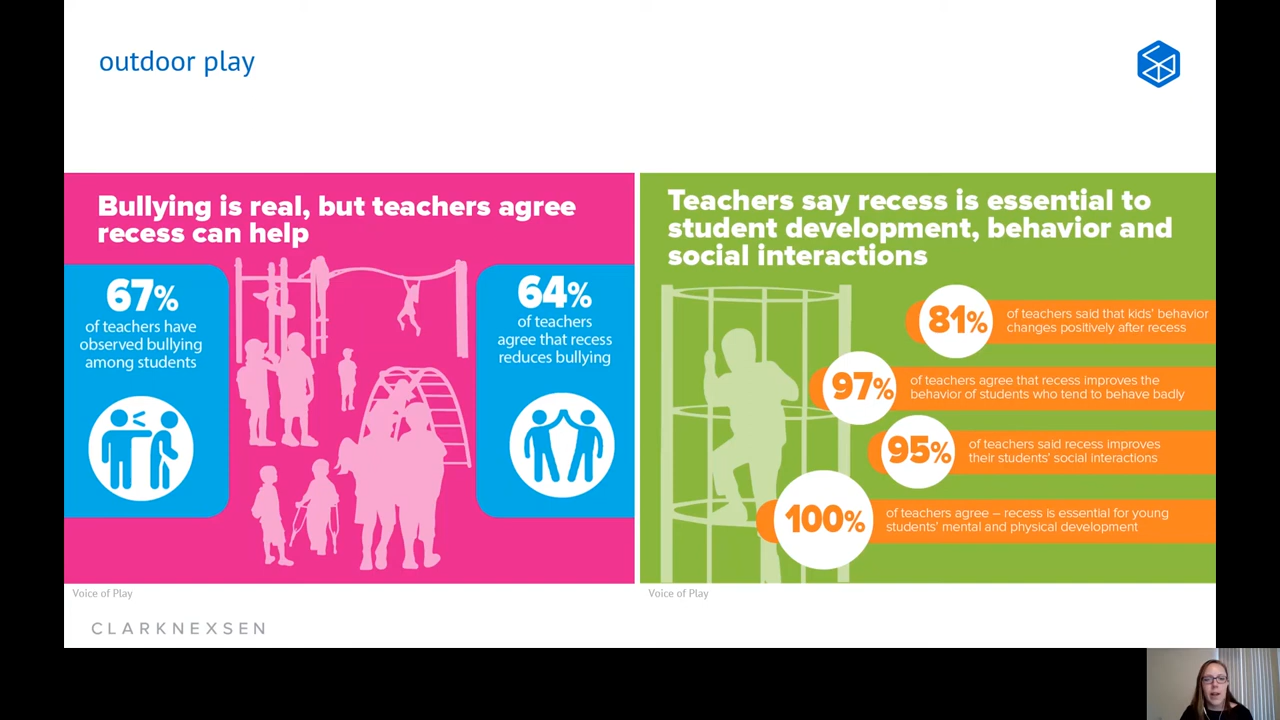 outdoor play
Bullying is real, but teachers agree
recess can help
67%
of teachers have
observed bullying
among students
64%
of teachers
agree that recess
reduces bullying
Teachers say recess is essential to
student development, behavior and
social interactions
81%
of teachers said that kids' behavior
changes positively after recess
97%
of teachers agree that recess improves the
behavior of students who tend to behave badly
95%
of teachers said recess improves
their students' social interactions
100%
of teachers agree – recess is essential for young
students' mental and physical development
Voice of Play
Voice of Play
CLARKNEXSEN